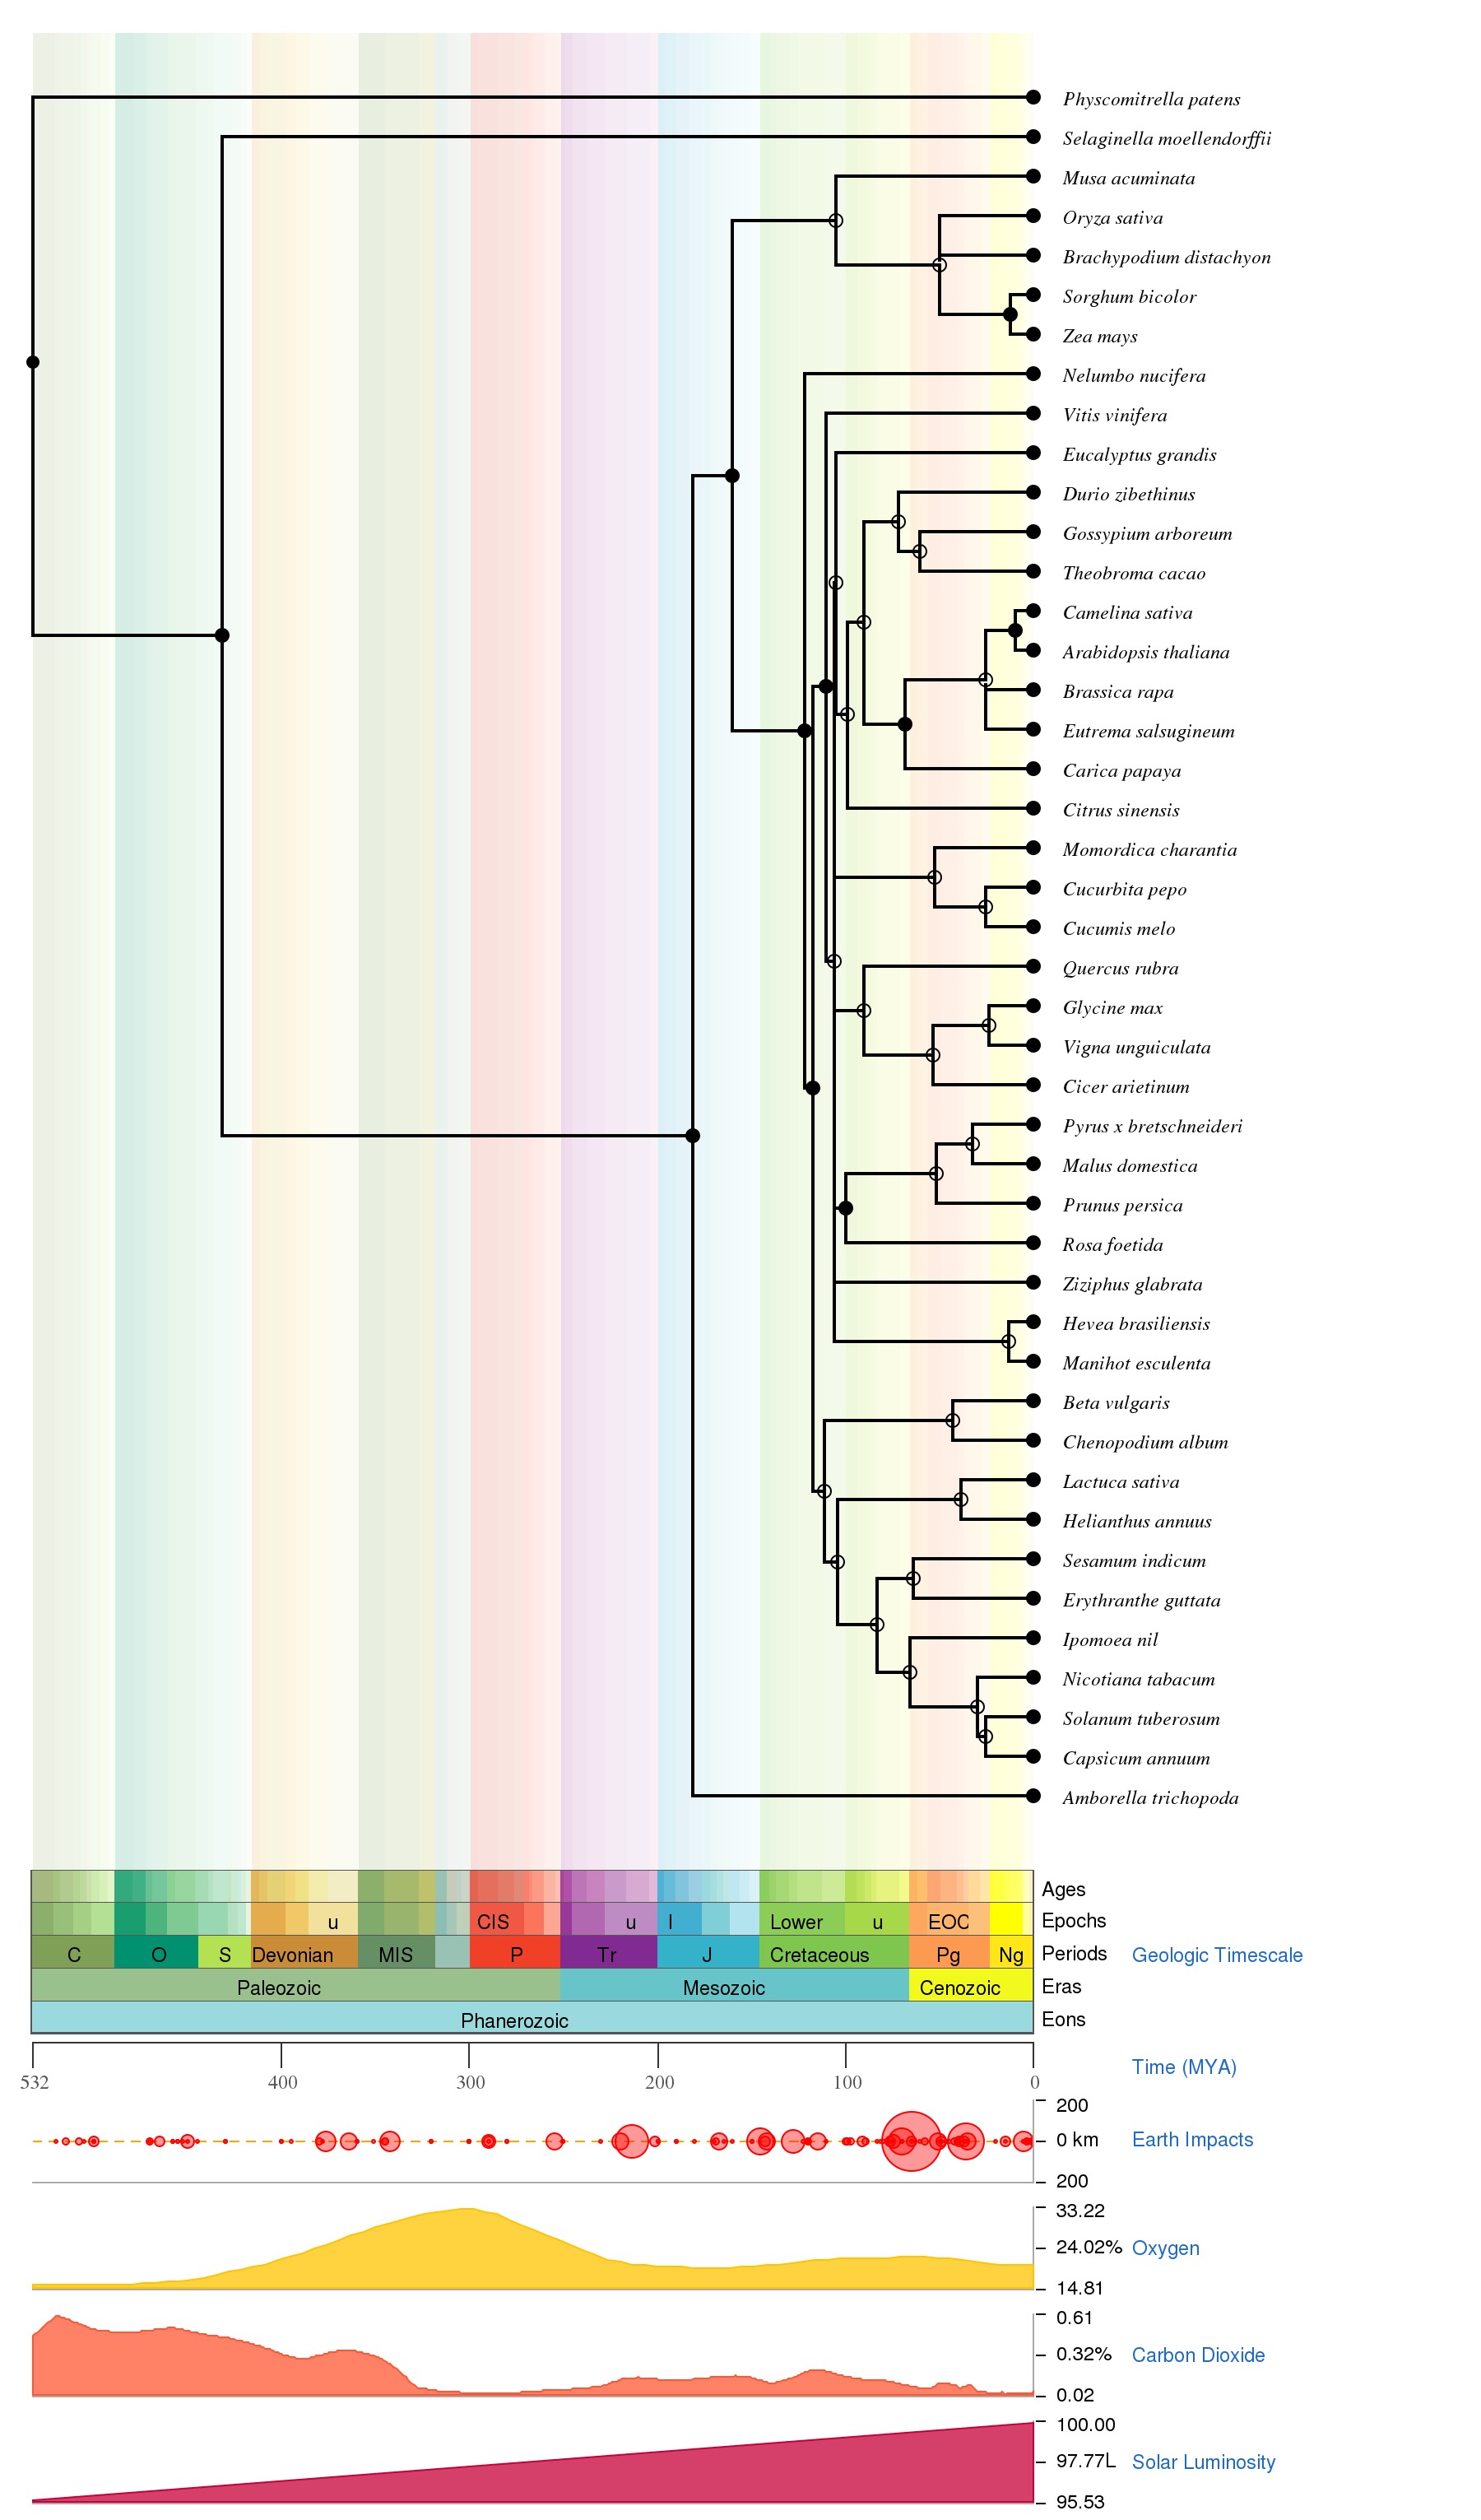 Physcomitrella patens
Selaginella moellendorffii
Musa acuminata
Oryza sativa
Brachypodium distachyon
Sorghum bicolor
Zea mays
Nelumbo nucifera
Vitis vinifera
Eucalyptus grandis
Durio zibethinus
Gossypium arboreum
Theobroma cacao
Camelina sativa
Arabidopsis thaliana
Brassica rapa
Eutrema salsugineum
Carica papaya
Citrus sinensis
Momordica charantia
Cucurbita pepo
Cucumis melo
Quercus rubra
Glycine max
Vigna unguiculata
Cicer arietinum
Pyrus x bretschneideri
Malus domestica
Prunus persica
Rosa foetida
Ziziphus glabrata
Hevea brasiliensis
Manihot esculenta
Beta vulgaris
Chenopodium album
Lactuca sativa
Helianthus annuus
Sesamum indicum
Erythranthe guttata
Ipomoea nil
Nicotiana tabacum
Solanum tuberosum
Capsicum annuum
Amborella trichopoda
Ages
u CIS u l Lower u EOC Epochs
C O S Devonian MIS P Tr J Cretaceous Pg Ng Periods Geologic Timescale
Paleozoic Mesozoic Cenozoic Eras
Phanerozoic Eons
Time (MYA)
532 400 300 200 100 0
200
0 km Earth Impacts
200
33.22
24.02% Oxygen
14.81
0.61
0.32% Carbon Dioxide
0.02
100.00
97.77L Solar Luminosity
95.53